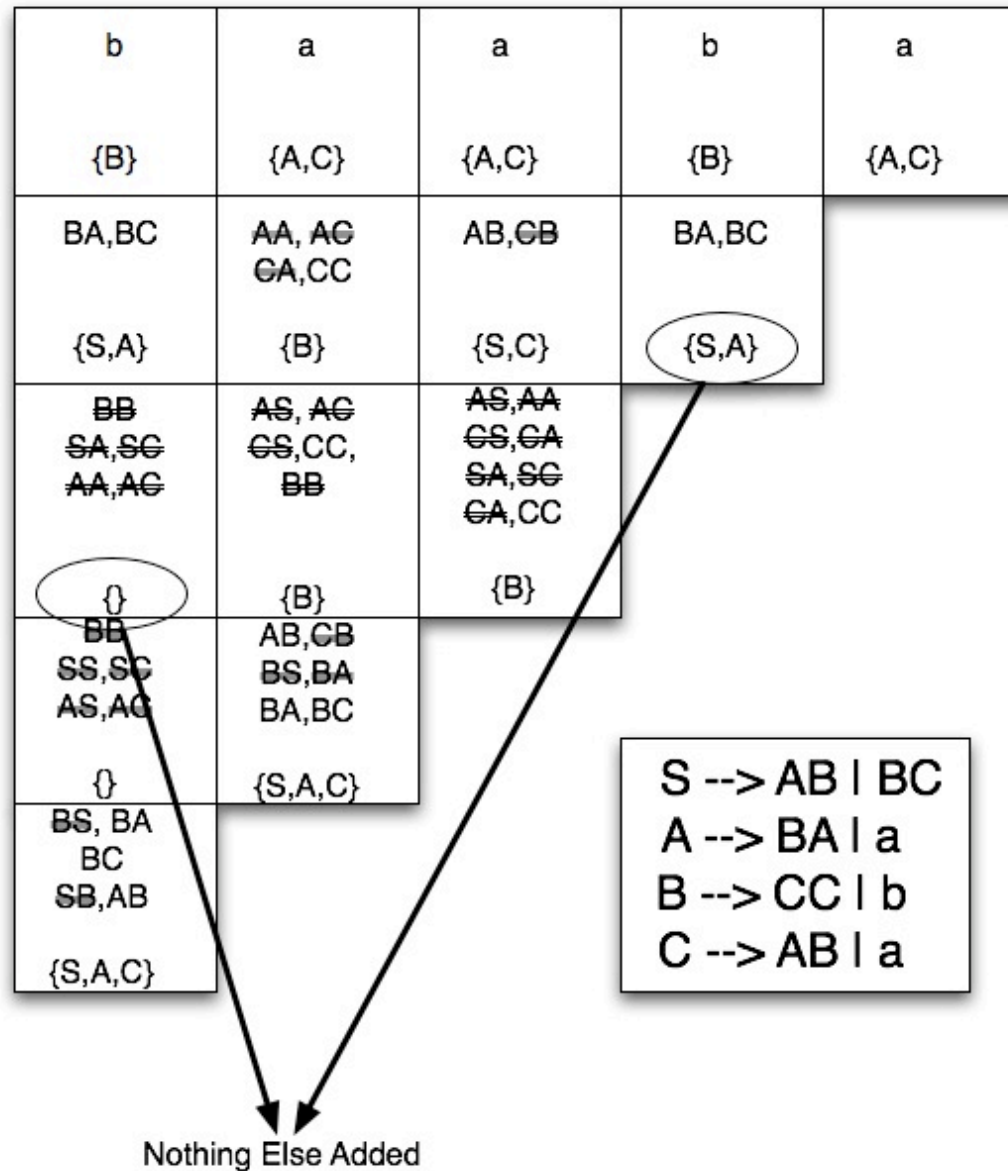 b a a b a
{B} {A,C} {A,C} {B} {A,C}
BA,BC AA, AC AB,CB BA,BC
CA,CC
{S,A} {B} {S,C} {S,A}
BB AS, AC AS,AA
SA,SC CS,CC, CS,CA
AA,AC BB SA,SC
CA,CC
{} {B} {B}
BB AB,CB
SS,SC BS,BA
AS,AC BA,BC
{} {S,A,C}
BS, BA
BC
SB,AB
{S,A,C}
S --> AB | BC
A --> BA | a
B --> CC | b
C --> AB | a
Nothing Else Added